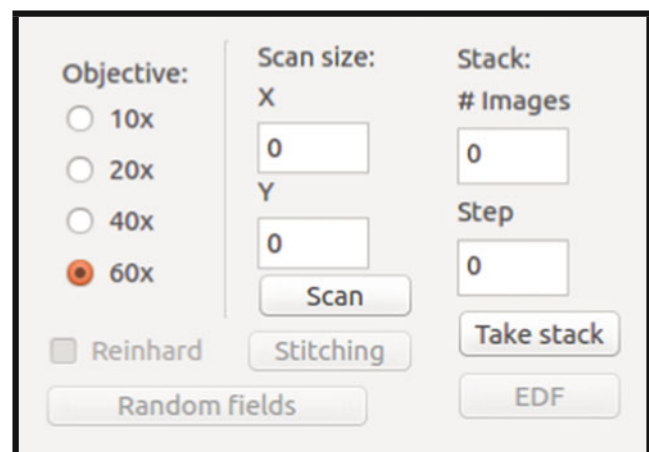 Objective:
10x
20x
40x
60x
Scan size:
X
0
Y
0
Scan
Stack:
# Images
0
Step
0
Take stack
Reinhard
Stitching
EDF
Random fields